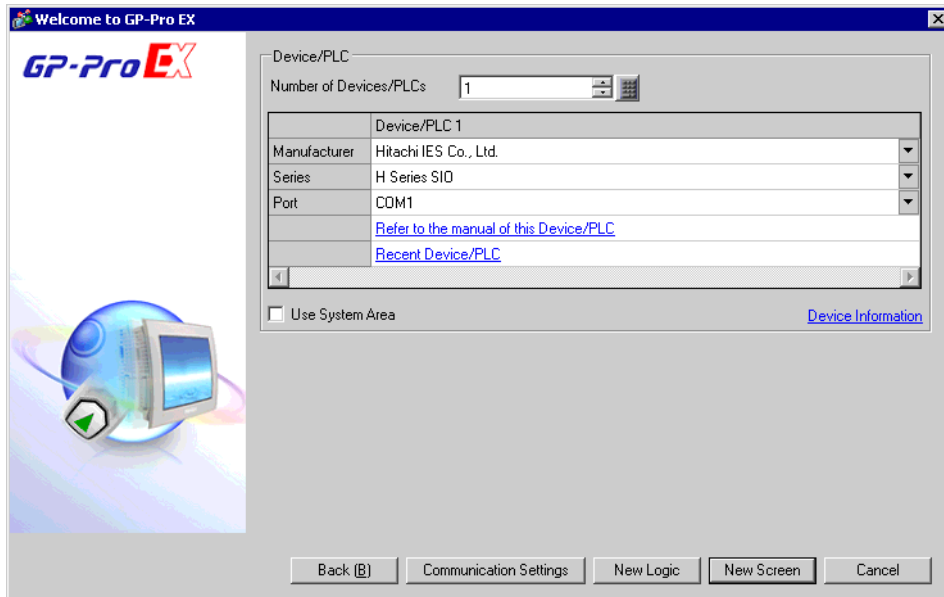 Welcome to GP-Pro EX
GP-Pro EX
Device/PLC
Number of Devices/PLCs 1
Device/PLC 1
Manufacturer Hitachi IES Co., Ltd.
Series H Series SIO
Port COM1
Refer to the manual of this Device/PLC
Recent Device/PLC
Use System Area Device Information
Back (B) Communication Settings New Logic New Screen Cancel